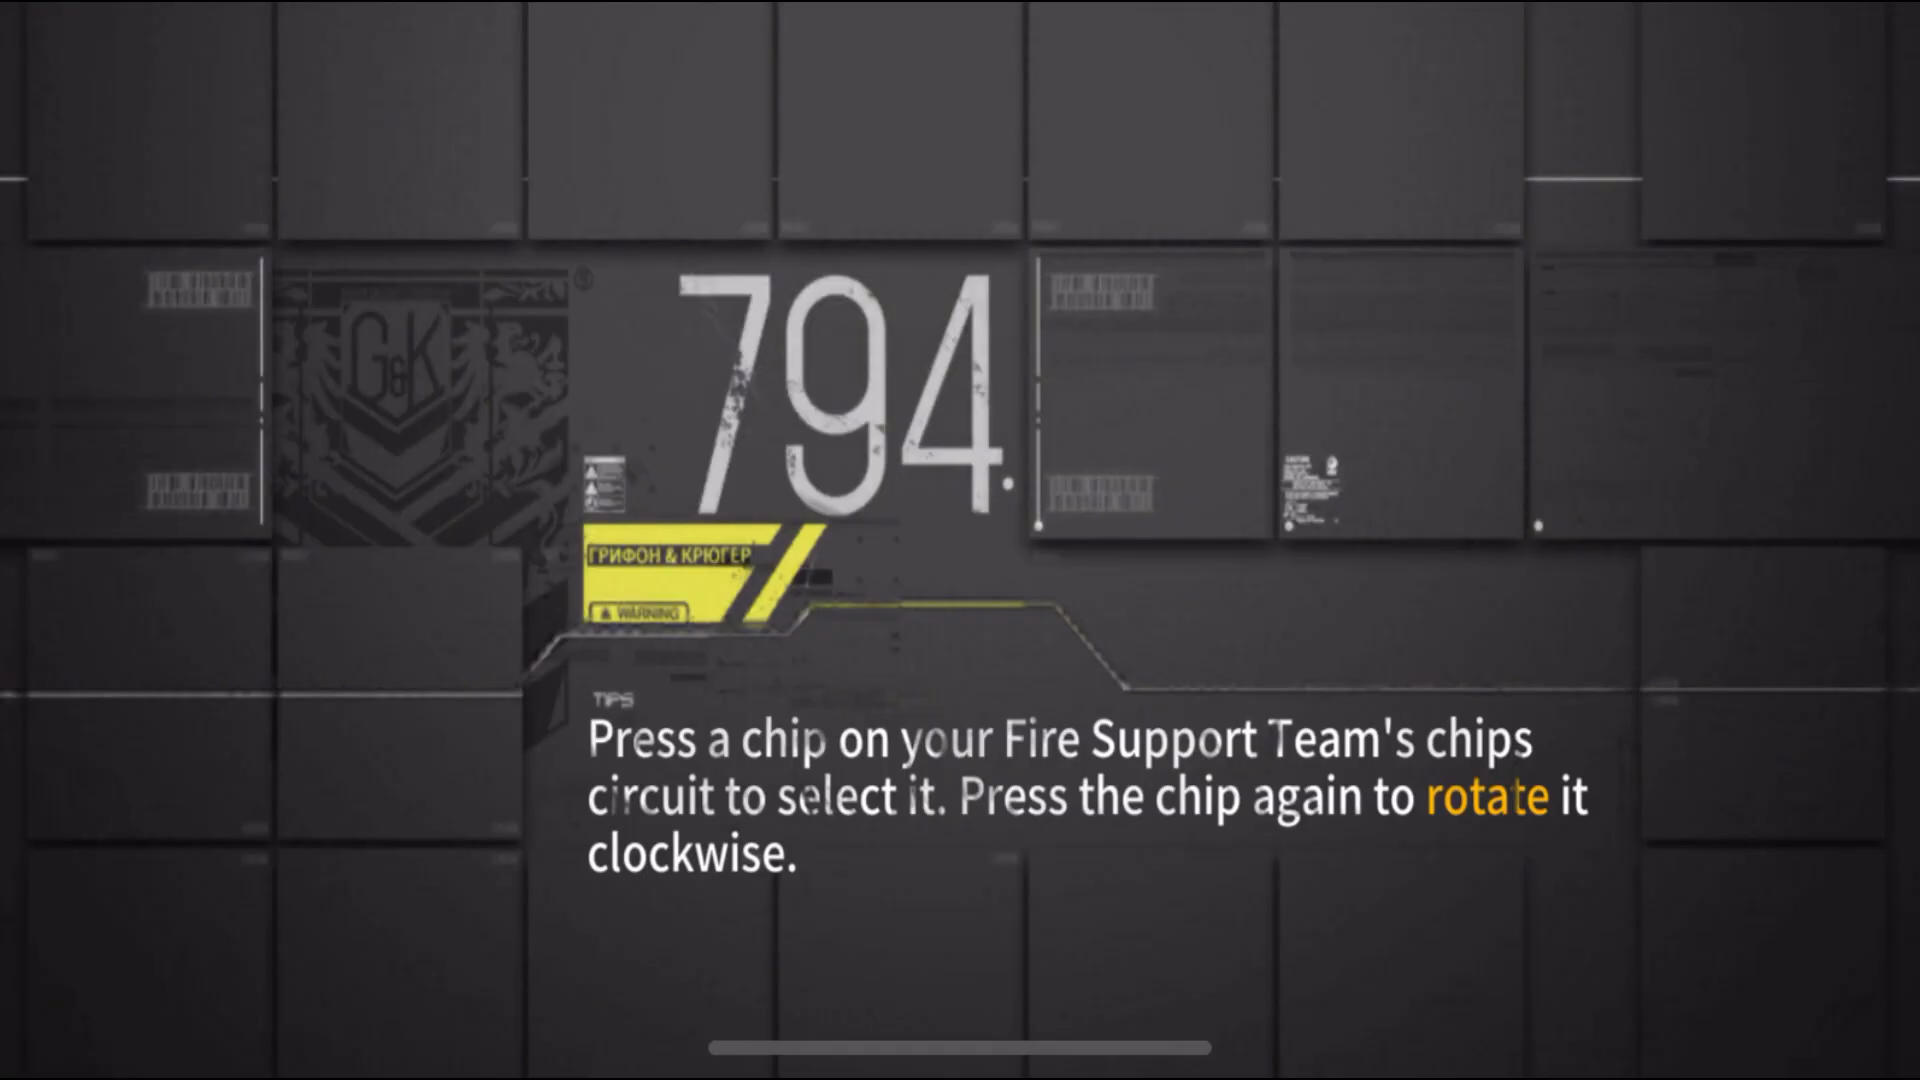 G&K
794.
ГРИФОН & КРЮГЕР
WARNING
TIPS
Press a chip on your Fire Support Team's chips
circuit to select it. Press the chip again to rotate it
clockwise.